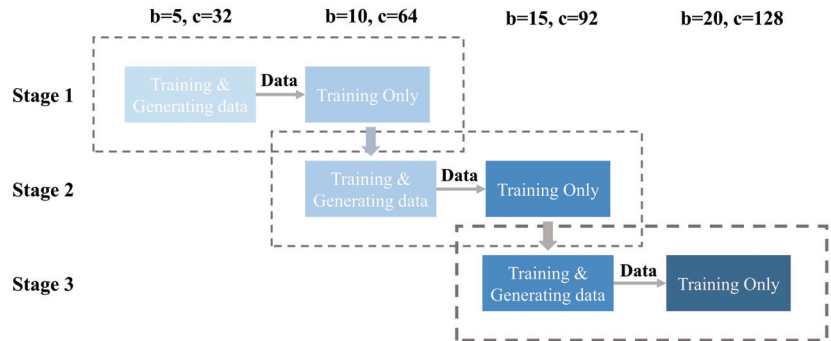 b=5, c=32
b=10, c=64
b=15, c=92
b=20, c=128
Stage 1
Training &
Generating data
Data
Training Only
Stage 2
Training &
Generating data
Data
Training Only
Stage 3
Training &
Generating data
Data
Training Only